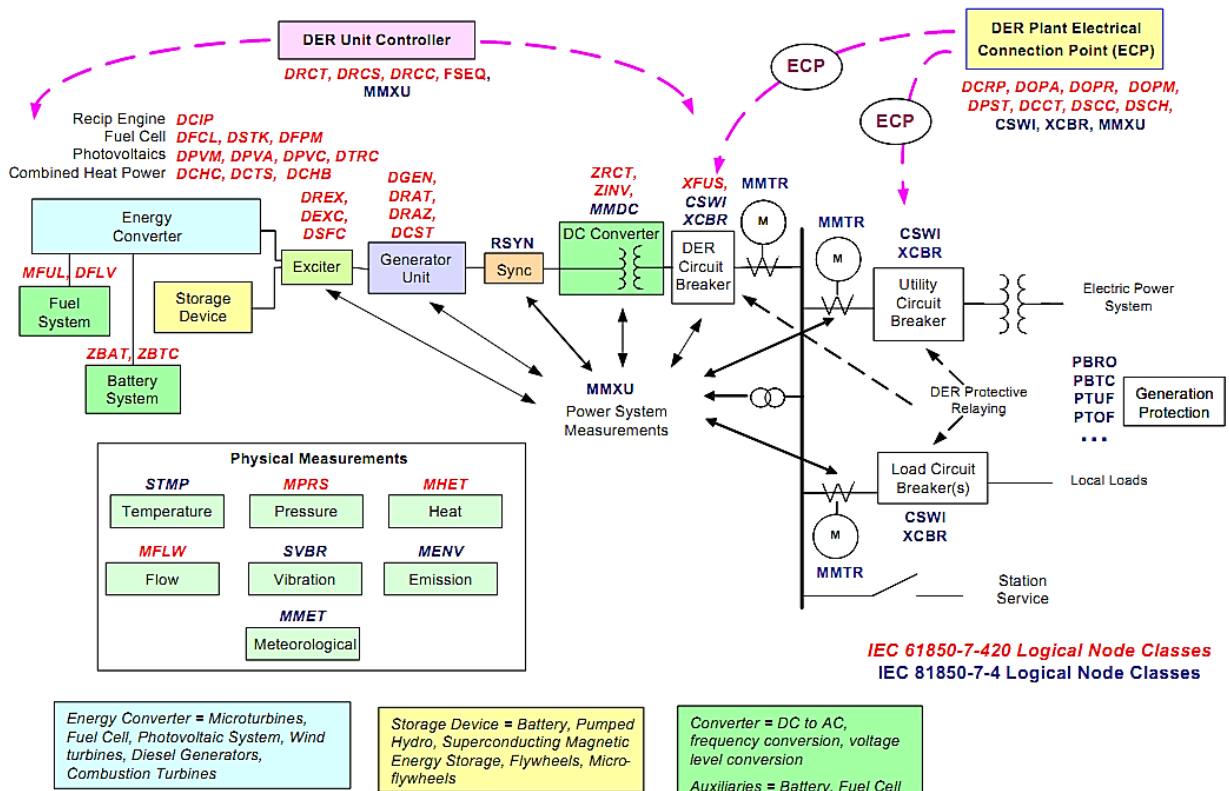 DER Unit Controller
DRCT, DRCS, DRCC, FSEQ,
MMXU
ECP
DER Plant Electrical
Connection Point (ECP)
DCRP, DOPA, DOPR, DOPM,
DPST, DCCT, DSCC, DSCH,
CSWI, XCBR, MMXU
ECP
Recip Engine DCIP
Fuel Cell DFCL, DSTK, DFPM
Photovoltaics DPVM, DPVA, DPVC, DTRC
Combined Heat Power DCHC, DCTS, DCHB
Energy
Converter
MFUL, DFLV
Fuel
System
Storage
Device
ZBAT, ZBTC
Battery
System
DREX,
DEXC,
DSFC
Exciter
DGEN,
DRAT,
DRAZ,
DCST
Generator
Unit
RSYN
Sync
ZRCT,
ZINV,
MMDC
DC Converter
XFUS,
CSWI
XCBR
DER
Circuit
Breaker
MMTR
M
MMTR
M
CSWI
XCBR
Utility
Circuit
Breaker
Electric Power
System
MMXU
Power System
Measurements
DER Protective
Relaying
PBRO
PBTC
PTUF
PTOF
...
Generation
Protection
Load Circuit
Breaker(s)
CSWI
XCBR
Local Loads
M
MMTR
Station
Service
Physical Measurements
STMP MPRS MHET
Temperature Pressure Heat
MFLW SVBR MENV
Flow Vibration Emission
MMET
Meteorological
IEC 61850-7-420 Logical Node Classes
IEC 81850-7-4 Logical Node Classes
Energy Converter = Microturbines,
Fuel Cell, Photovoltaic System, Wind
turbines, Diesel Generators,
Combustion Turbines
Storage Device = Battery, Pumped
Hydro, Superconducting Magnetic
Energy Storage, Flywheels, Micro-
flywheels
Converter = DC to AC,
frequency conversion, voltage
level conversion
Auxiliaries = Battery, Fuel Cell